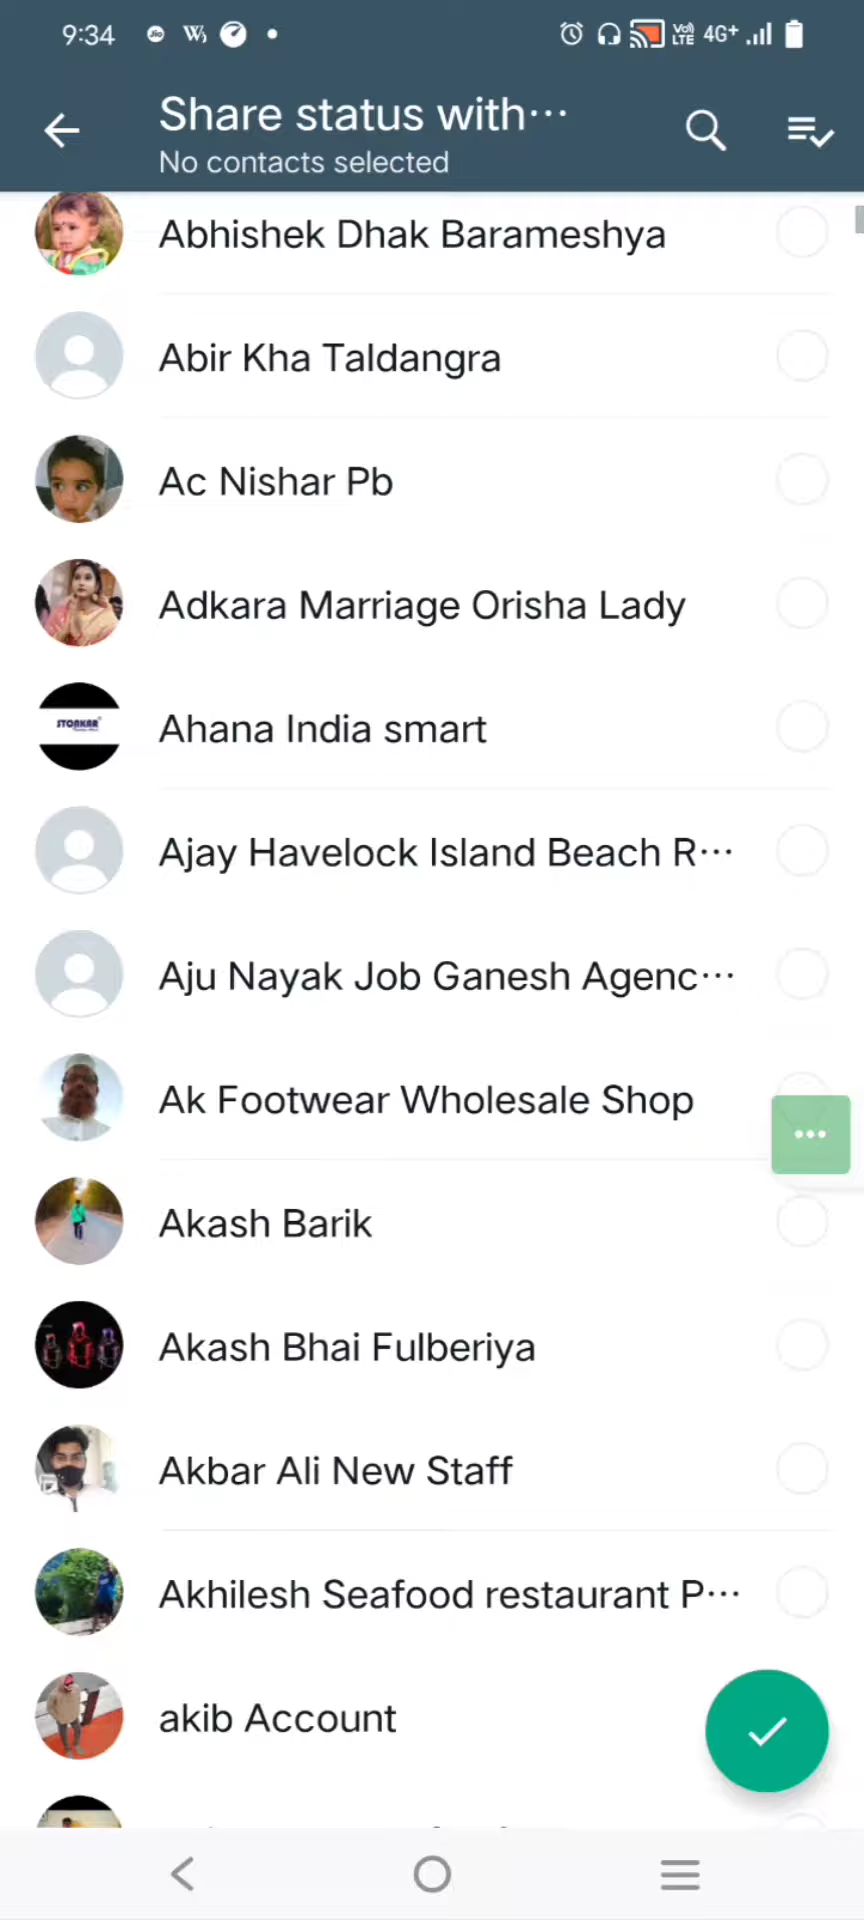 9:34
4G+
Share status with...
No contacts selected
Abhishek Dhak Barameshya
Abir Kha Taldangra
Ac Nishar Pb
Adkara Marriage Orisha Lady
STONKAR
Ahana India smart
Ajay Havelock Island Beach R...
Aju Nayak Job Ganesh Agenc...
Ak Footwear Wholesale Shop
Akash Barik
Akash Bhai Fulberiya
Akbar Ali New Staff
Akhilesh Seafood restaurant P...
akib Account